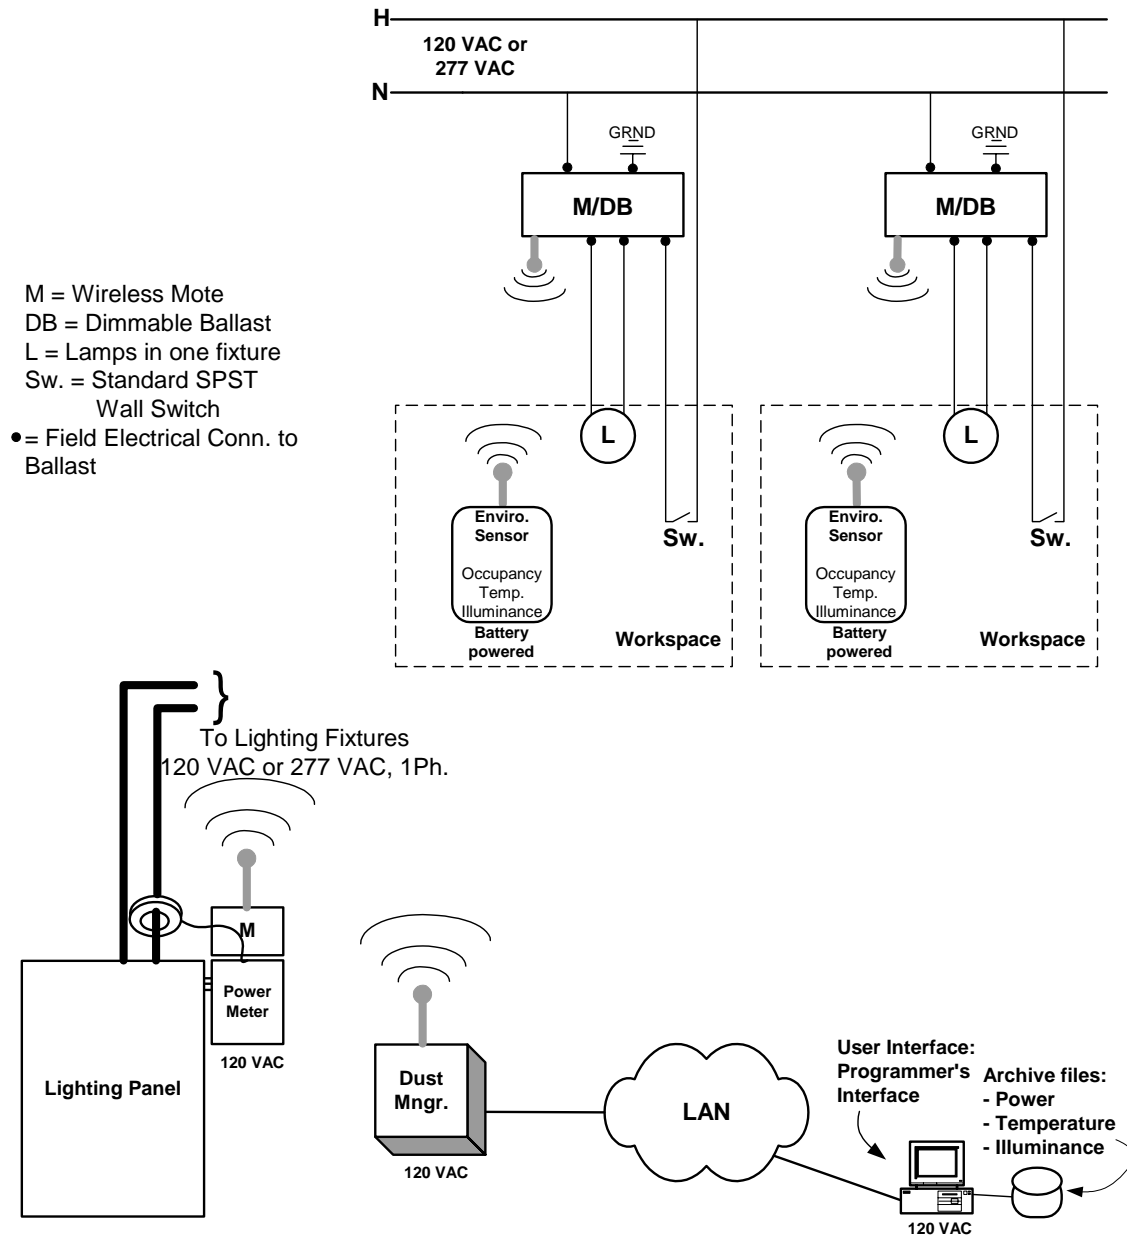 H
120 VAC or
277 VAC
N
GRND
GRND
M/DB
M/DB
M = Wireless Mote
DB = Dimmable Ballast
L = Lamps in one fixture
Sw. = Standard SPST
Wall Switch
= Field Electrical Conn. to
Ballast
L
L
Enviro.
Sensor
Occupancy
Temp.
Illuminance
Battery
powered
Sw.
Workspace
Enviro.
Sensor
Occupancy
Temp.
Illuminance
Battery
powered
Sw.
Workspace
}
To Lighting Fixtures
120 VAC or 277 VAC, 1Ph.
M
Power
Meter
120 VAC
Lighting Panel
Dust
Mngr.
120 VAC
LAN
User Interface:
Programmer's
Interface
Archive files:
- Power
- Temperature
- Illuminance
120 VAC